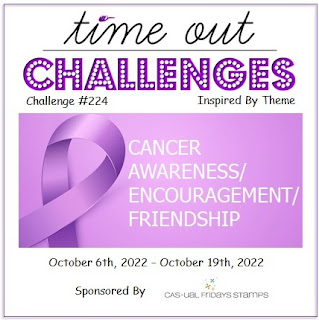 time out
CHALLENGES
Challenge #224 Inspired By Theme
CANCER
AWARENESS/
ENCOURAGEMENT/
FRIENDSHIP
October 6th, 2022 - October 19th, 2022
Sponsored By CAS-UAL FRIDAYS STAMPS